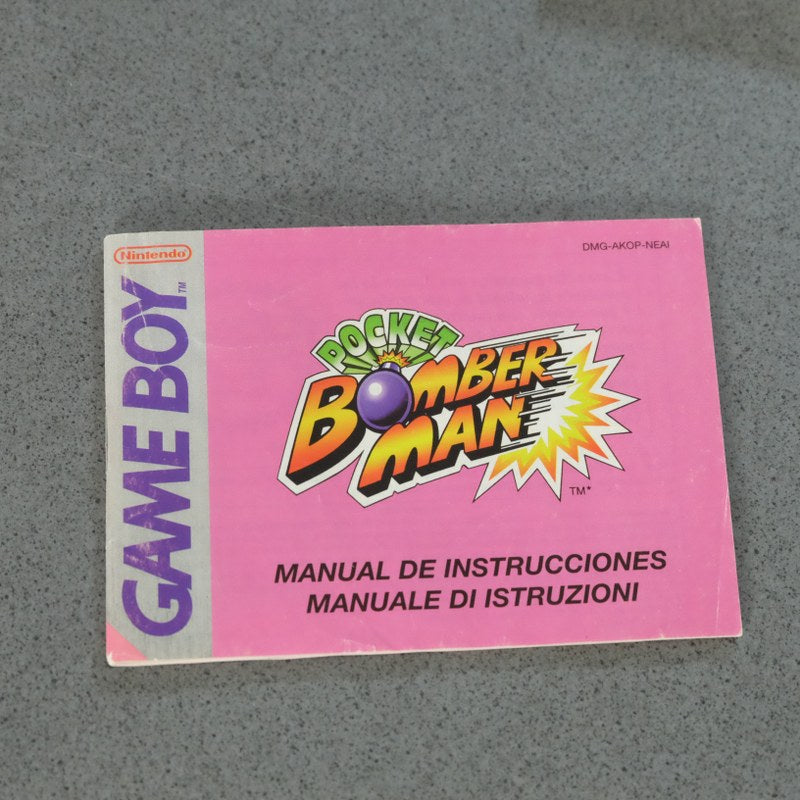 Nintendo
GAME BOY™
DMG-AKOP-NEAI
POCKET
BOMBER
MAN
TM*
MANUAL DE INSTRUCCIONES
MANUALE DI ISTRUZIONI